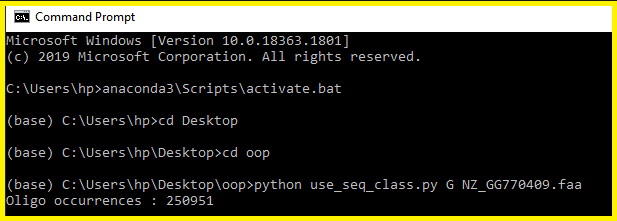 Command Prompt
Microsoft Windows [Version 10.0.18363.1801]
(c) 2019 Microsoft Corporation. All rights reserved.
C:\Users\hp>anaconda3\Scripts\activate.bat
(base) C:\Users\hp>cd Desktop
(base) C:\Users\hp\Desktop>cd oop
(base) C:\Users\hp\Desktop\oop>python use_seq_class.py G NZ_GG770409.faa
Oligo occurrences : 250951